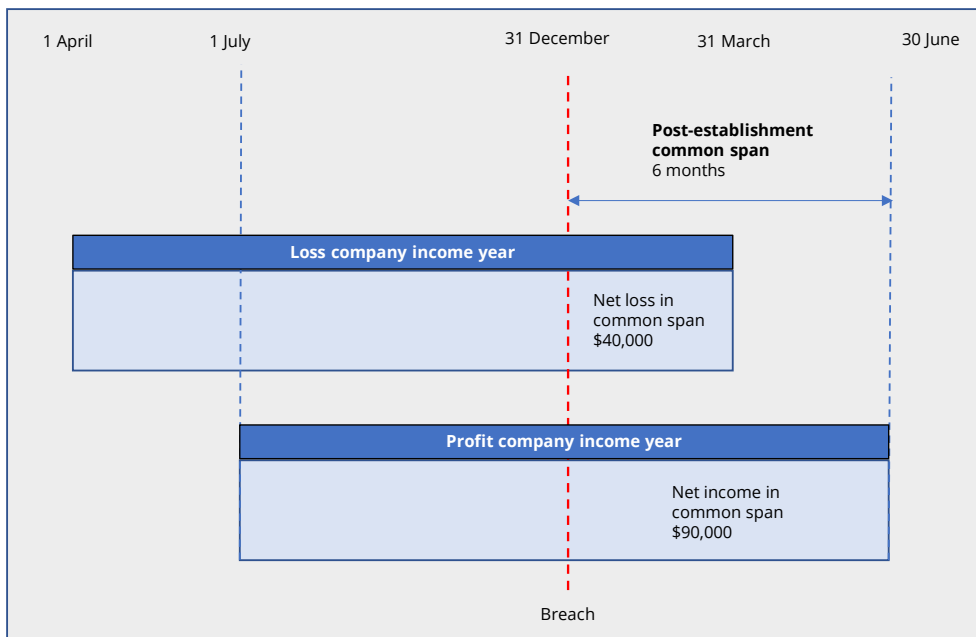 1 April
1 July
31 December
31 March
30 June
Post-establishment
common span
6 months
Loss company income year
Net loss in
common span
$40,000
Profit company income year
Net income in
common span
$90,000
Breach